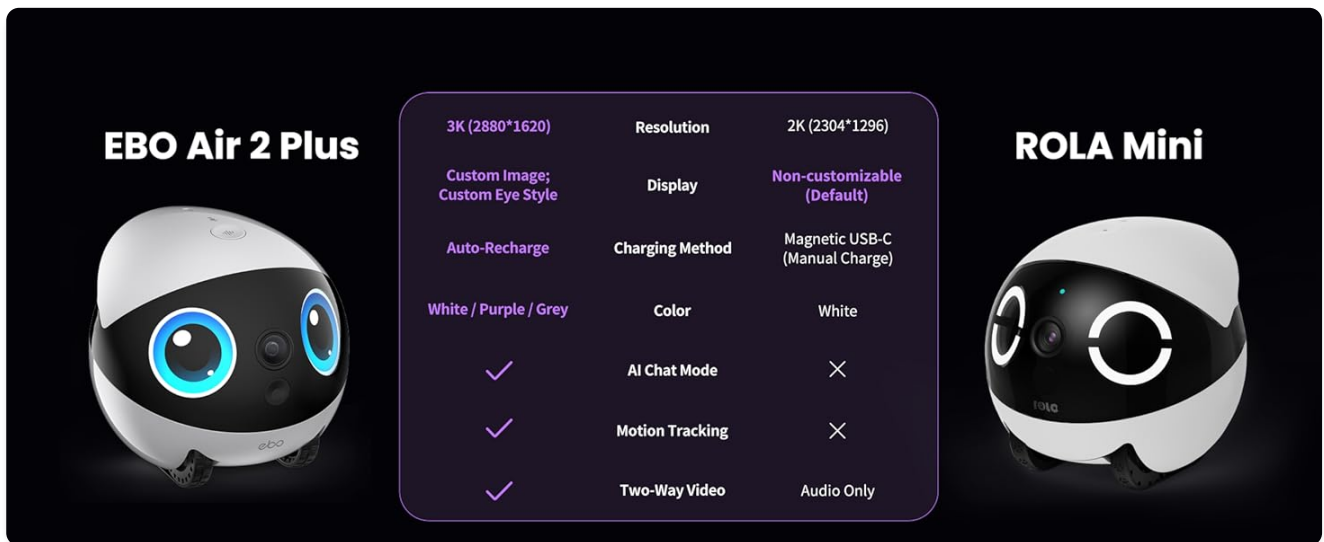 EBO Air 2 Plus
3K (2880*1620)
Resolution
2K (2304*1296)
ROLA Mini
Custom Image;
Custom Eye Style
Display
Non-customizable
(Default)
Auto-Recharge
Charging Method
Magnetic USB-C
(Manual Charge)
White / Purple / Grey
Color
White
AI Chat Mode
Motion Tracking
Two-Way Video
Audio Only
ebo
rola